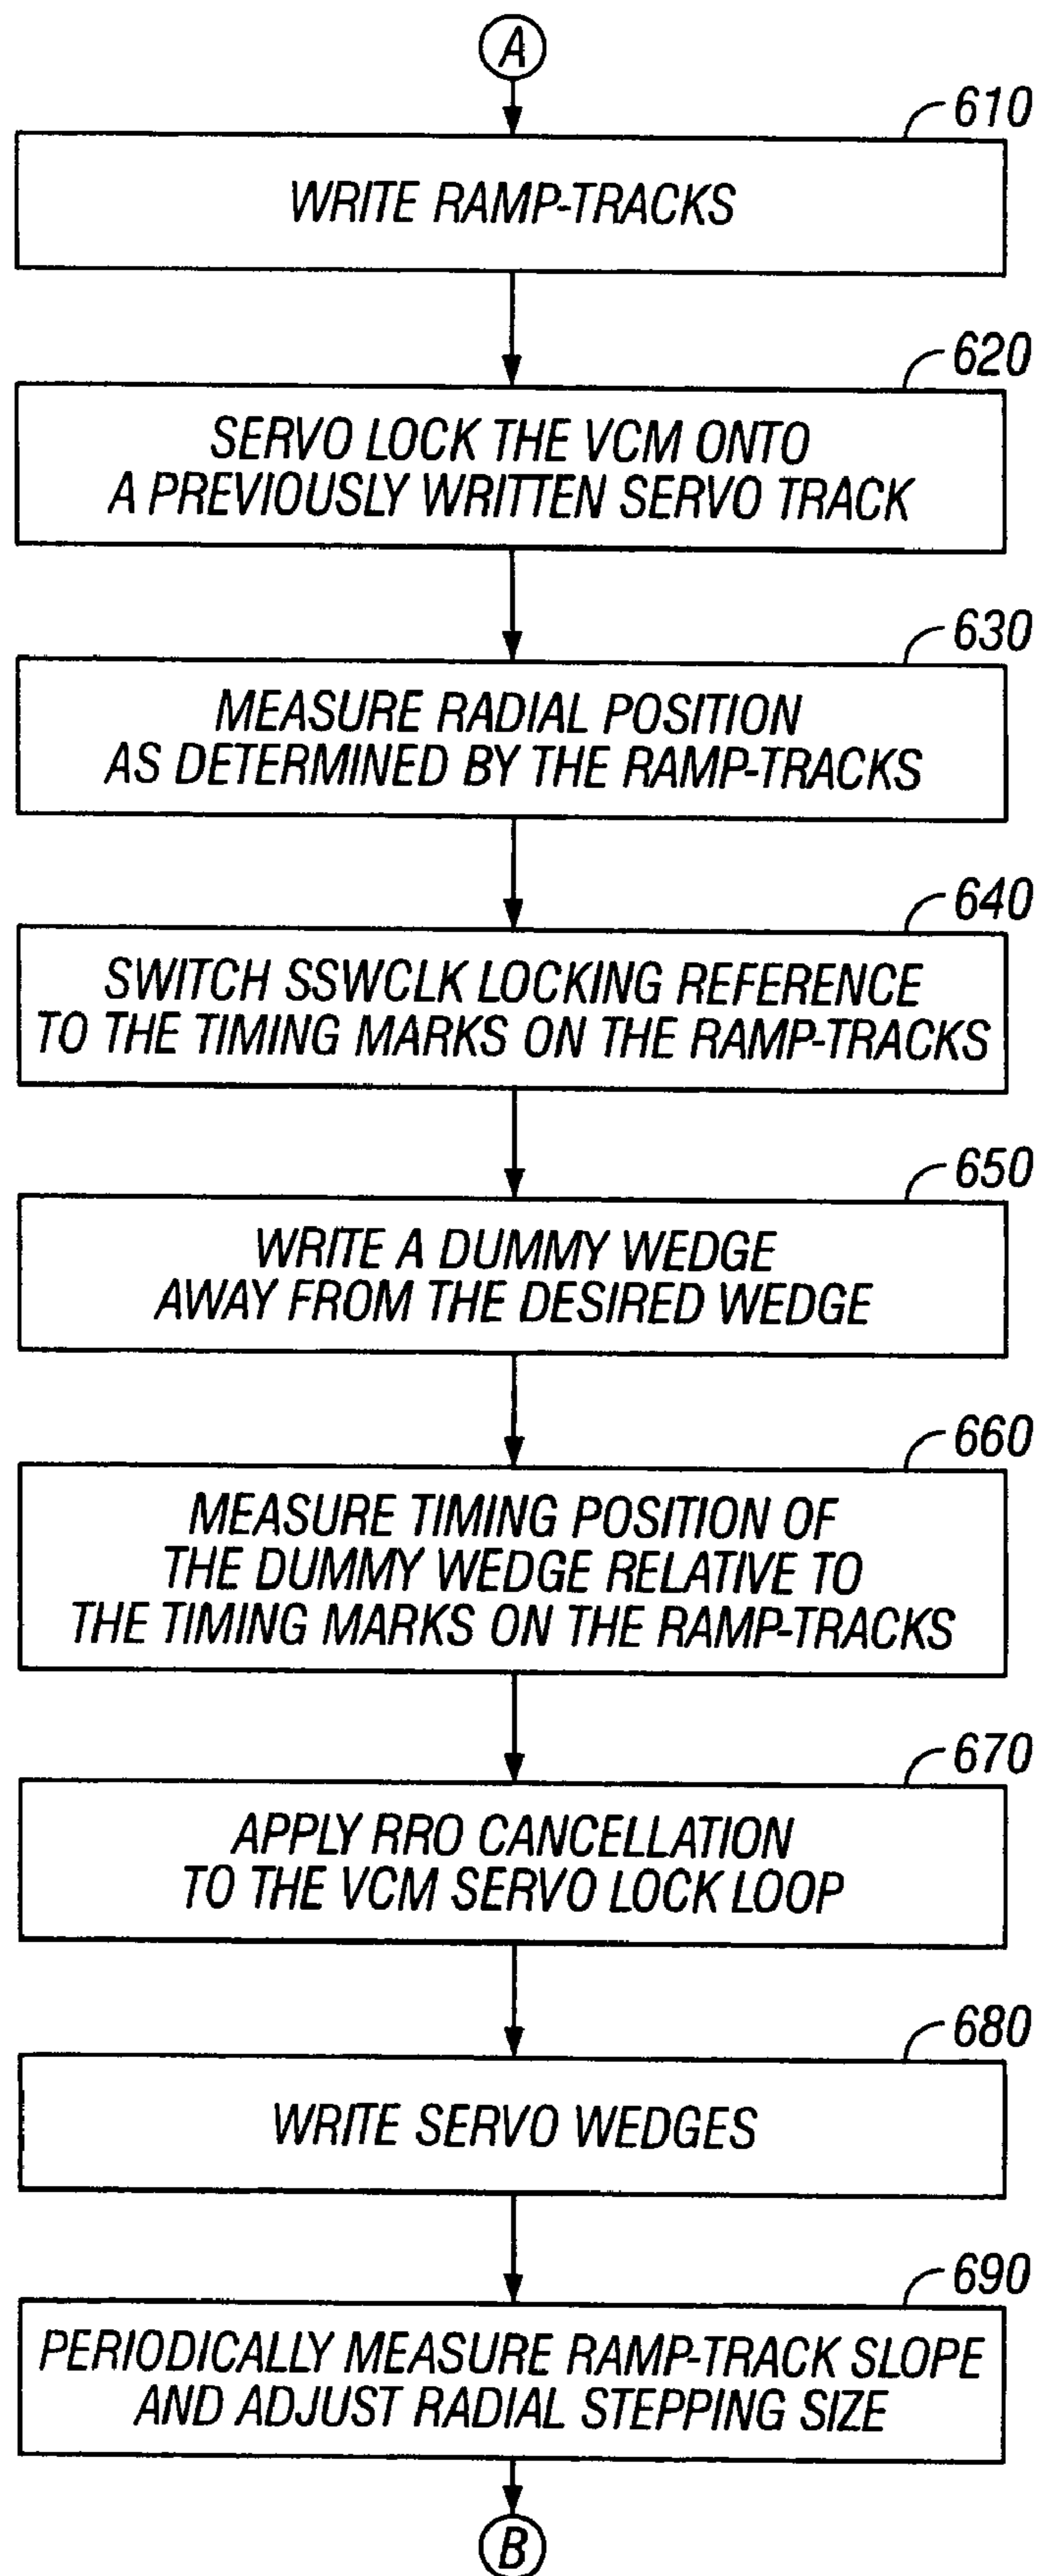 A
610
WRITE RAMP-TRACKS
620
SERVO LOCK THE VCM ONTO
A PREVIOUSLY WRITTEN SERVO TRACK
630
MEASURE RADIAL POSITION
AS DETERMINED BY THE RAMP-TRACKS
640
SWITCH SSWCLK LOCKING REFERENCE
TO THE TIMING MARKS ON THE RAMP-TRACKS
650
WRITE A DUMMY WEDGE
AWAY FROM THE DESIRED WEDGE
660
MEASURE TIMING POSITION OF
THE DUMMY WEDGE RELATIVE TO
THE TIMING MARKS ON THE RAMP-TRACKS
670
APPLY RRO CANCELLATION
TO THE VCM SERVO LOCK LOOP
680
WRITE SERVO WEDGES
690
PERIODICALLY MEASURE RAMP-TRACK SLOPE
AND ADJUST RADIAL STEPPING SIZE
B